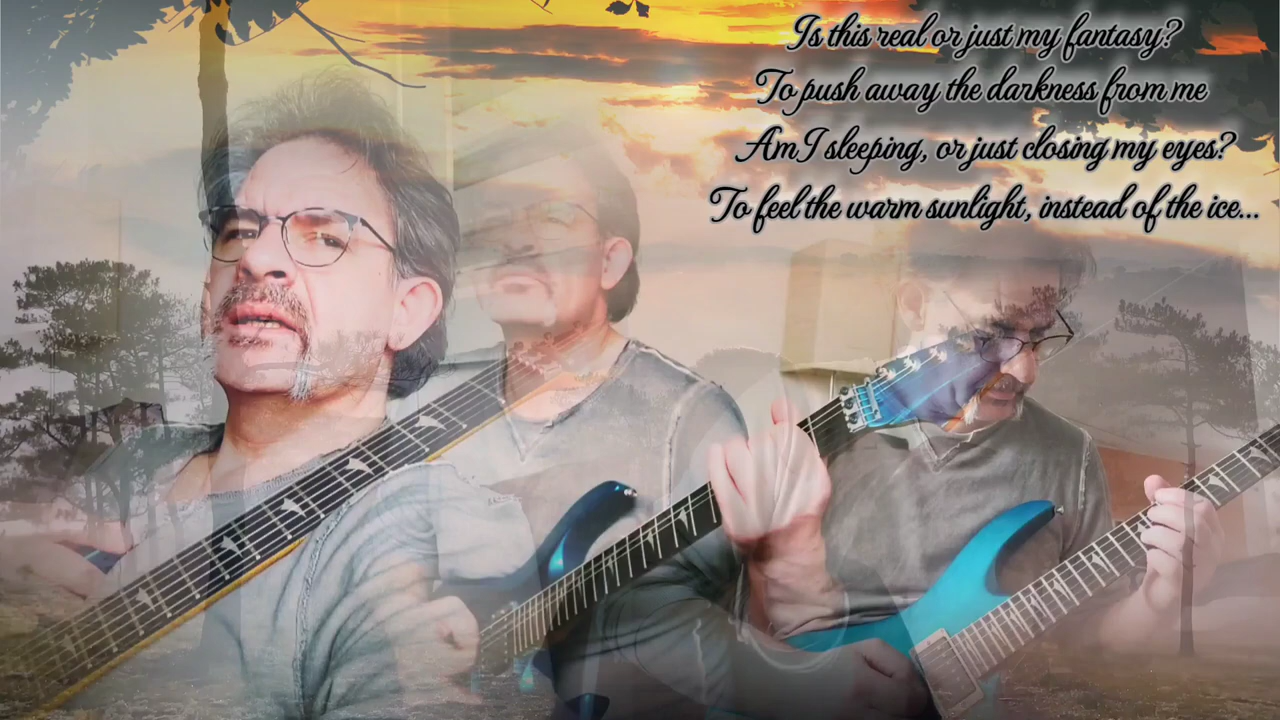 Is this real or just my fantasy?
To push away the darkness from me
Am I sleeping, or just closing my eyes?
To feel the warm sunlight, instead of the ice...